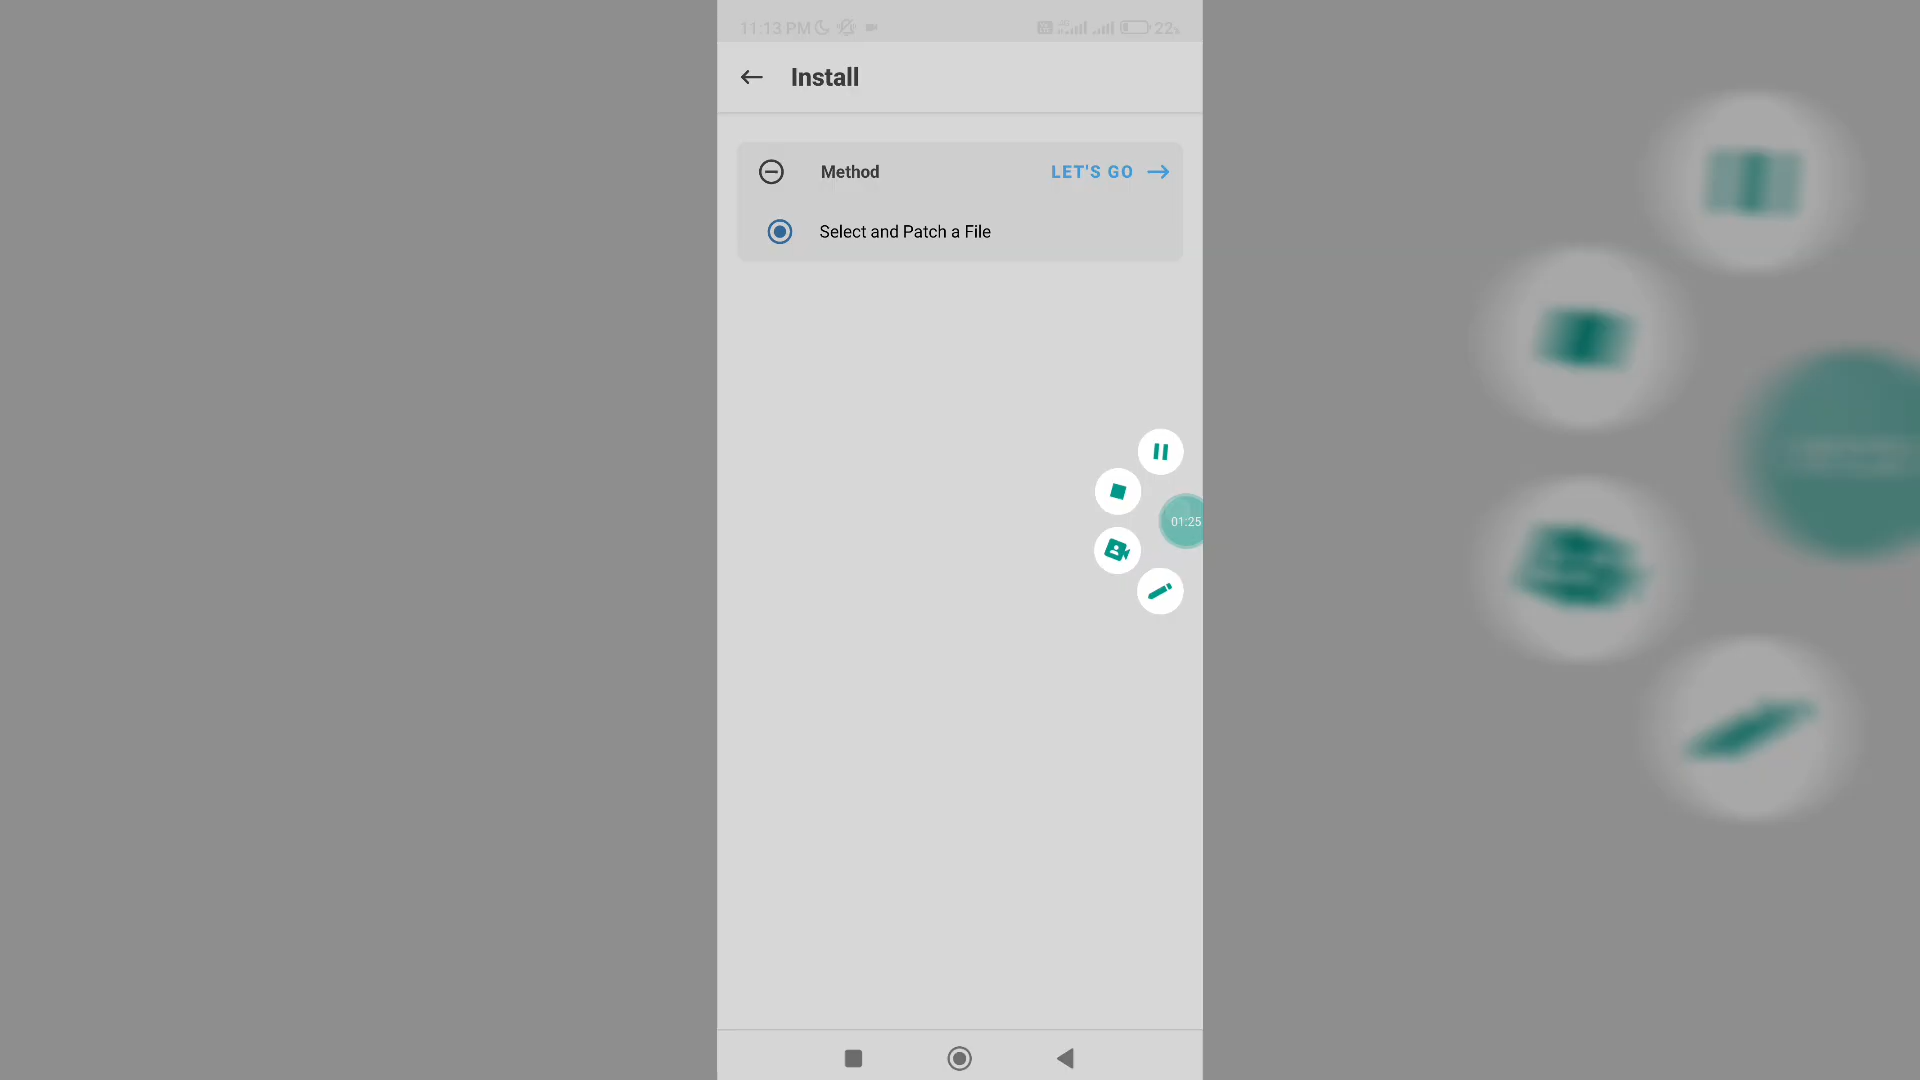 11:13 PM 22%
Install
Method LET'S GO
Select and Patch a File
01:25